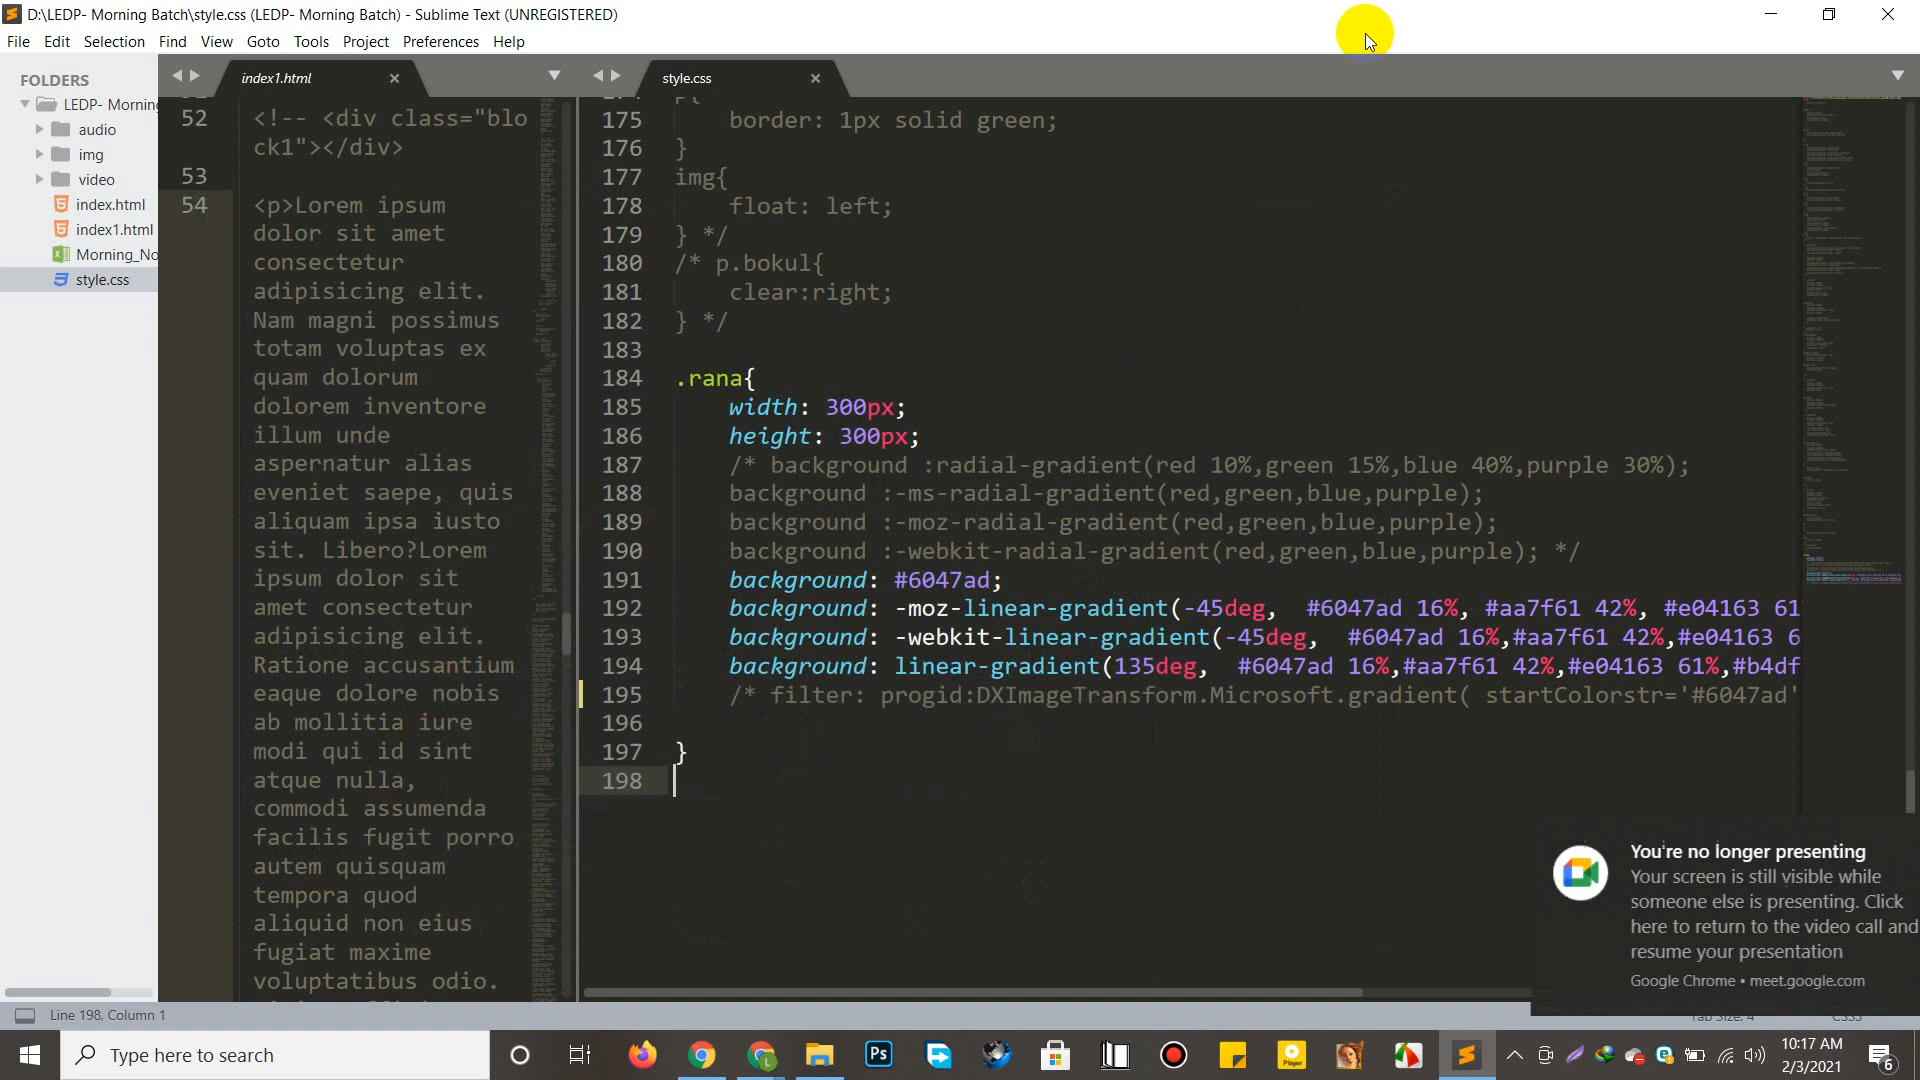 D:\LEDP- Morning Batch\style.css (LEDP- Morning Batch) - Sublime Text (UNREGISTERED)
File Edit Selection Find View Goto Tools Project Preferences Help
FOLDERS
LEDP- Morning
audio
img
video
index.html
index1.html
Morning_No
style.css
index1.html
52 <!-- <div class="blo
ck1"></div>
53
54 <p>Lorem ipsum
dolor sit amet
consectetur
adipisicing elit.
Nam magni possimus
totam voluptas ex
quam dolorum
dolorem inventore
illum unde
aspernatur alias
eveniet saepe, quis
aliquam ipsa iusto
sit. Libero?Lorem
ipsum dolor sit
amet consectetur
adipisicing elit.
Ratione accusantium
eaque dolore nobis
ab mollitia iure
modi qui id sint
atque nulla,
commodi assumenda
facilis fugit porro
autem quisquam
tempora quod
aliquid non eius
fugiat maxime
voluptatibus odio.
style.css
175 border: 1px solid green;
176 }
177 img{
178 float: left;
179 } */
180 /* p.bokul{
181 clear:right;
182 } */
183
184 .rana{
185 width: 300px;
186 height: 300px;
187 /* background :radial-gradient(red 10%,green 15%,blue 40%,purple 30%);
188 background :-ms-radial-gradient(red,green,blue,purple);
189 background :-moz-radial-gradient(red,green,blue,purple);
190 background :-webkit-radial-gradient(red,green,blue,purple); */
191 background: #6047ad;
192 background: -moz-linear-gradient(-45deg,  #6047ad 16%, #aa7f61 42%, #e04163 61
193 background: -webkit-linear-gradient(-45deg,  #6047ad 16%,#aa7f61 42%,#e04163 6
194 background: linear-gradient(135deg,  #6047ad 16%,#aa7f61 42%,#e04163 61%,#b4df
195 /* filter: progid:DXImageTransform.Microsoft.gradient( startColorstr='#6047ad'
196
197 }
198
You're no longer presenting
Your screen is still visible while
someone else is presenting. Click
here to return to the video call and
resume your presentation
Google Chrome • meet.google.com
Line 198, Column 1
Tab Size: 4
CSS3
Type here to search
Ps
Player
10:17 AM
2/3/2021
6